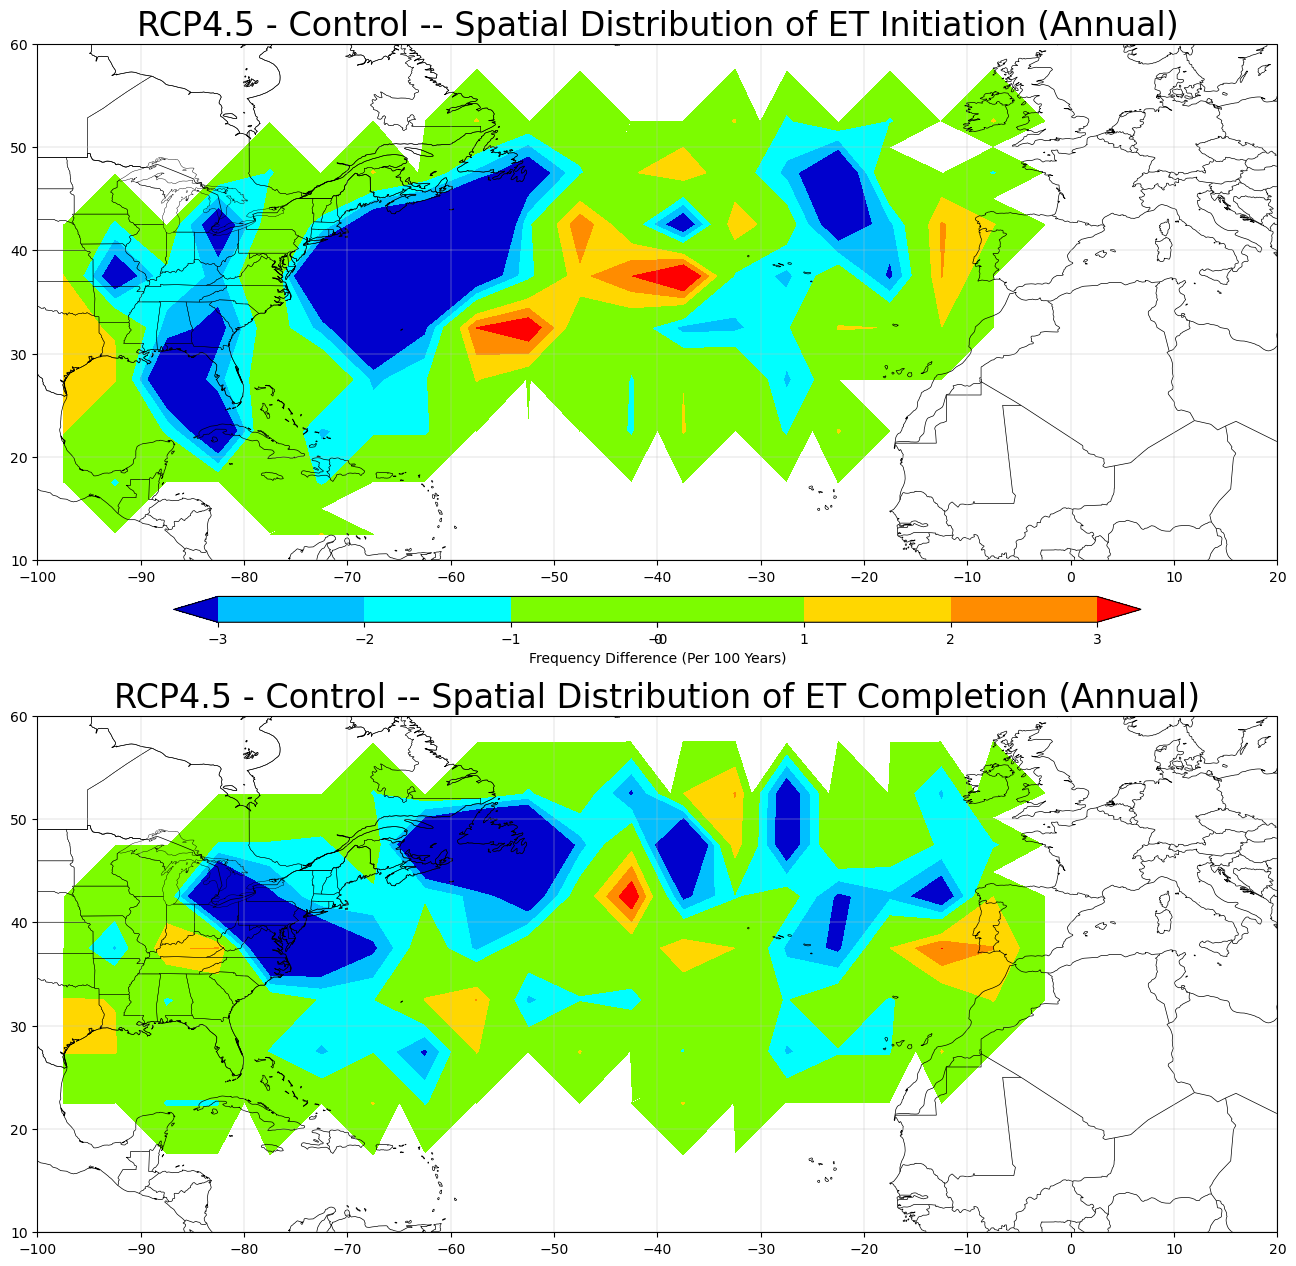 RCP4.5 - Control -- Spatial Distribution of ET Initiation (Annual)
60
50
40
30
20
10
−100 −90 −80 −70 −60 −50 −40 −30 −20 −10 0 10 20
−3 −2 −1 −0 0 1 2 3
Frequency Difference (Per 100 Years)
RCP4.5 - Control -- Spatial Distribution of ET Completion (Annual)
60
50
40
30
20
10
−100 −90 −80 −70 −60 −50 −40 −30 −20 −10 0 10 20